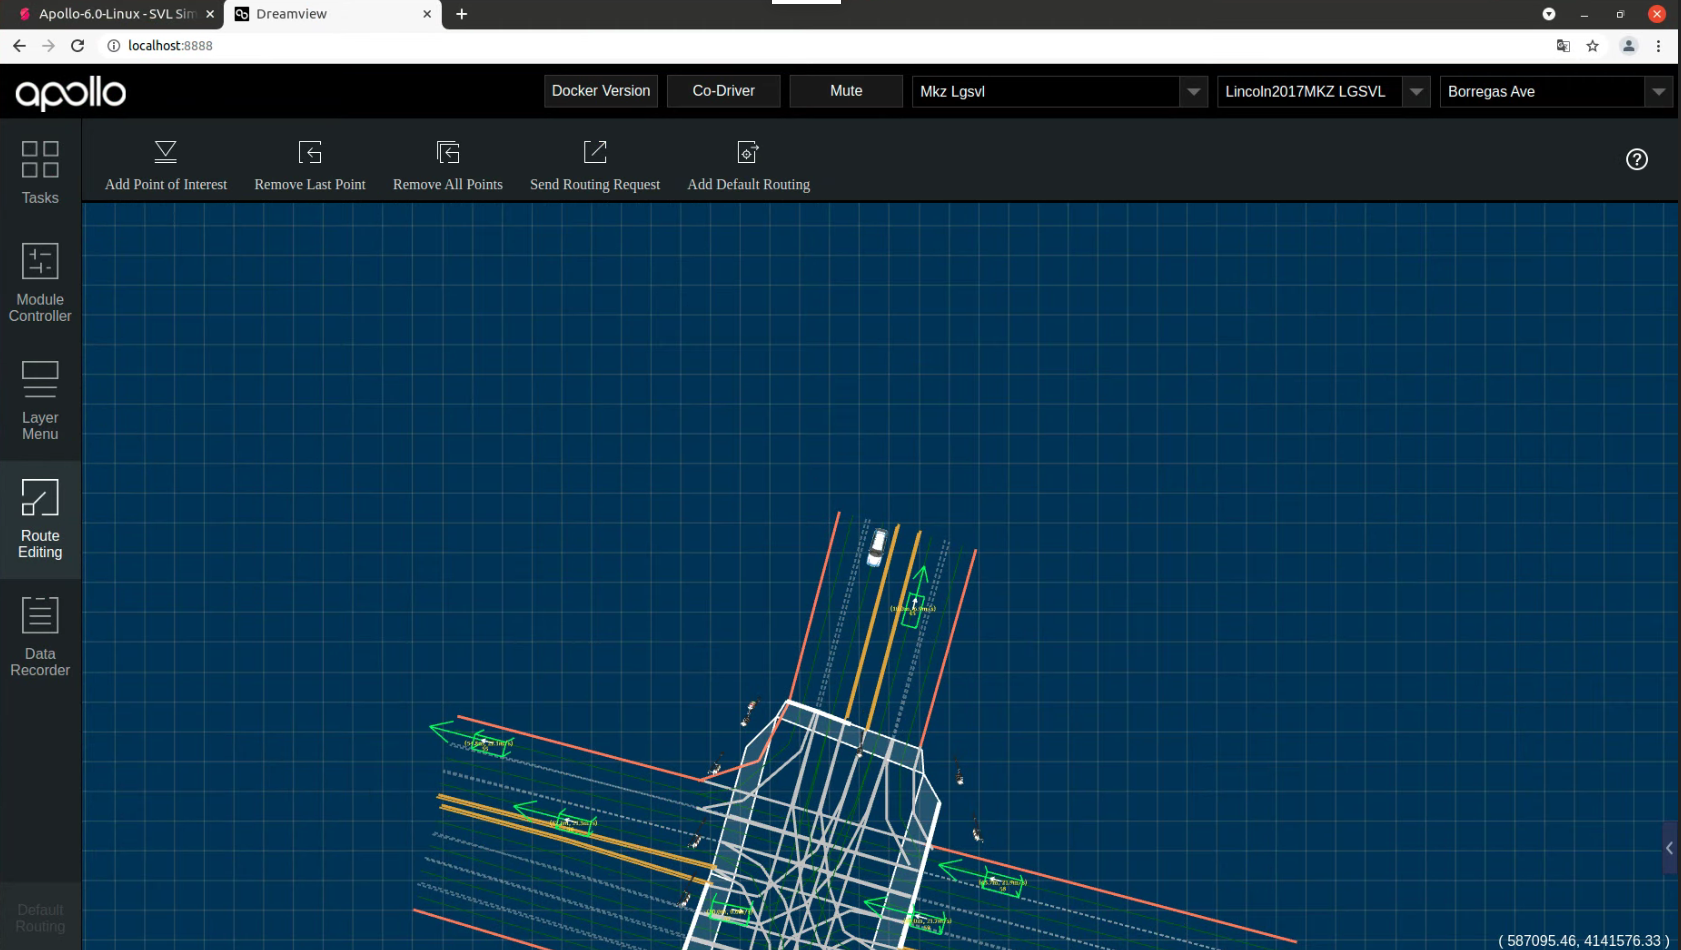 Apollo-6.0-Linux - SVL Sim
Dreamview
localhost:8888
apollo
Docker Version
Co-Driver
Mute
Mkz Lgsvl
Lincoln2017MKZ LGSVL
Borregas Ave
Add Point of Interest
Remove Last Point
Remove All Points
Send Routing Request
Add Default Routing
Tasks
Module
Controller
Layer
Menu
Route
Editing
Data
Recorder
Default
Routing
( 587095.46, 4141576.33 )